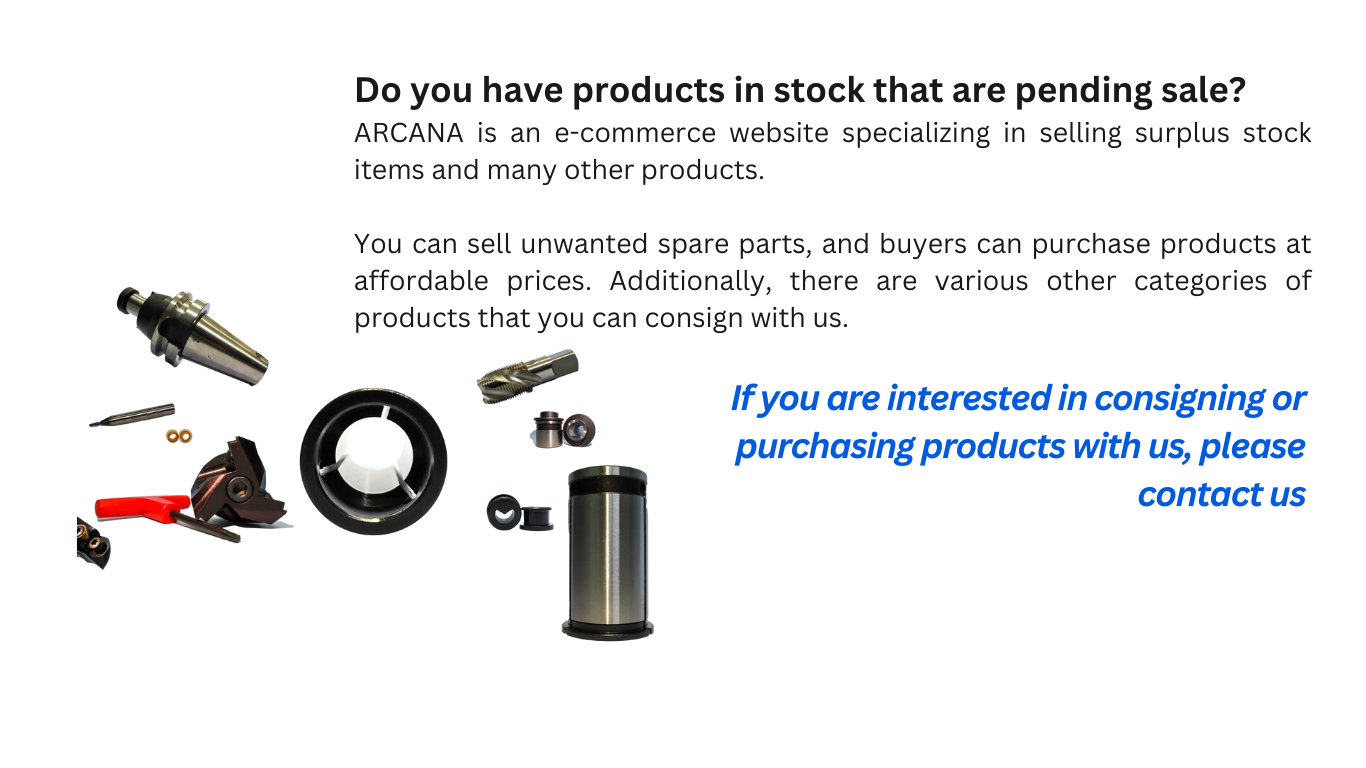 Do you have products in stock that are pending sale?
ARCANA is an e-commerce website specializing in selling surplus stock
items and many other products.
You can sell unwanted spare parts, and buyers can purchase products at
affordable prices. Additionally, there are various other categories of
products that you can consign with us.
If you are interested in consigning or
purchasing products with us, please
contact us